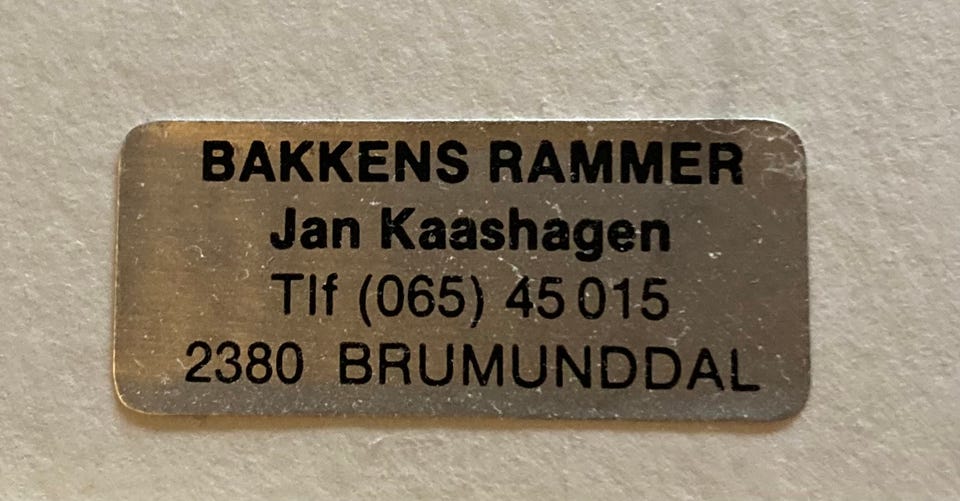 BAKKENS RAMMER
Jan Kaashagen
Tlf (065) 45 015
2380 BRUMUNDDAL